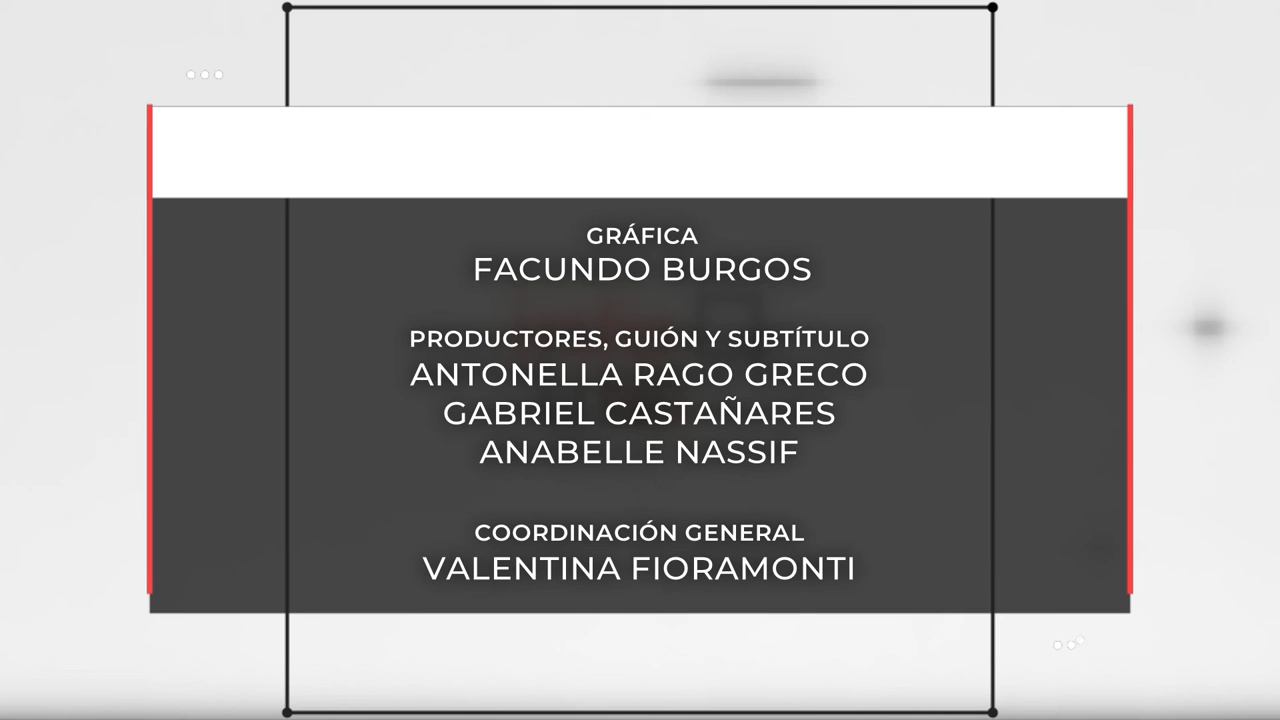 GRÁFICA
FACUNDO BURGOS
PRODUCTORES, GUIÓN Y SUBTÍTULO
ANTONELLA RAGO GRECO
GABRIEL CASTAÑARES
ANABELLE NASSIF
COORDINACIÓN GENERAL
VALENTINA FIORAMONTI